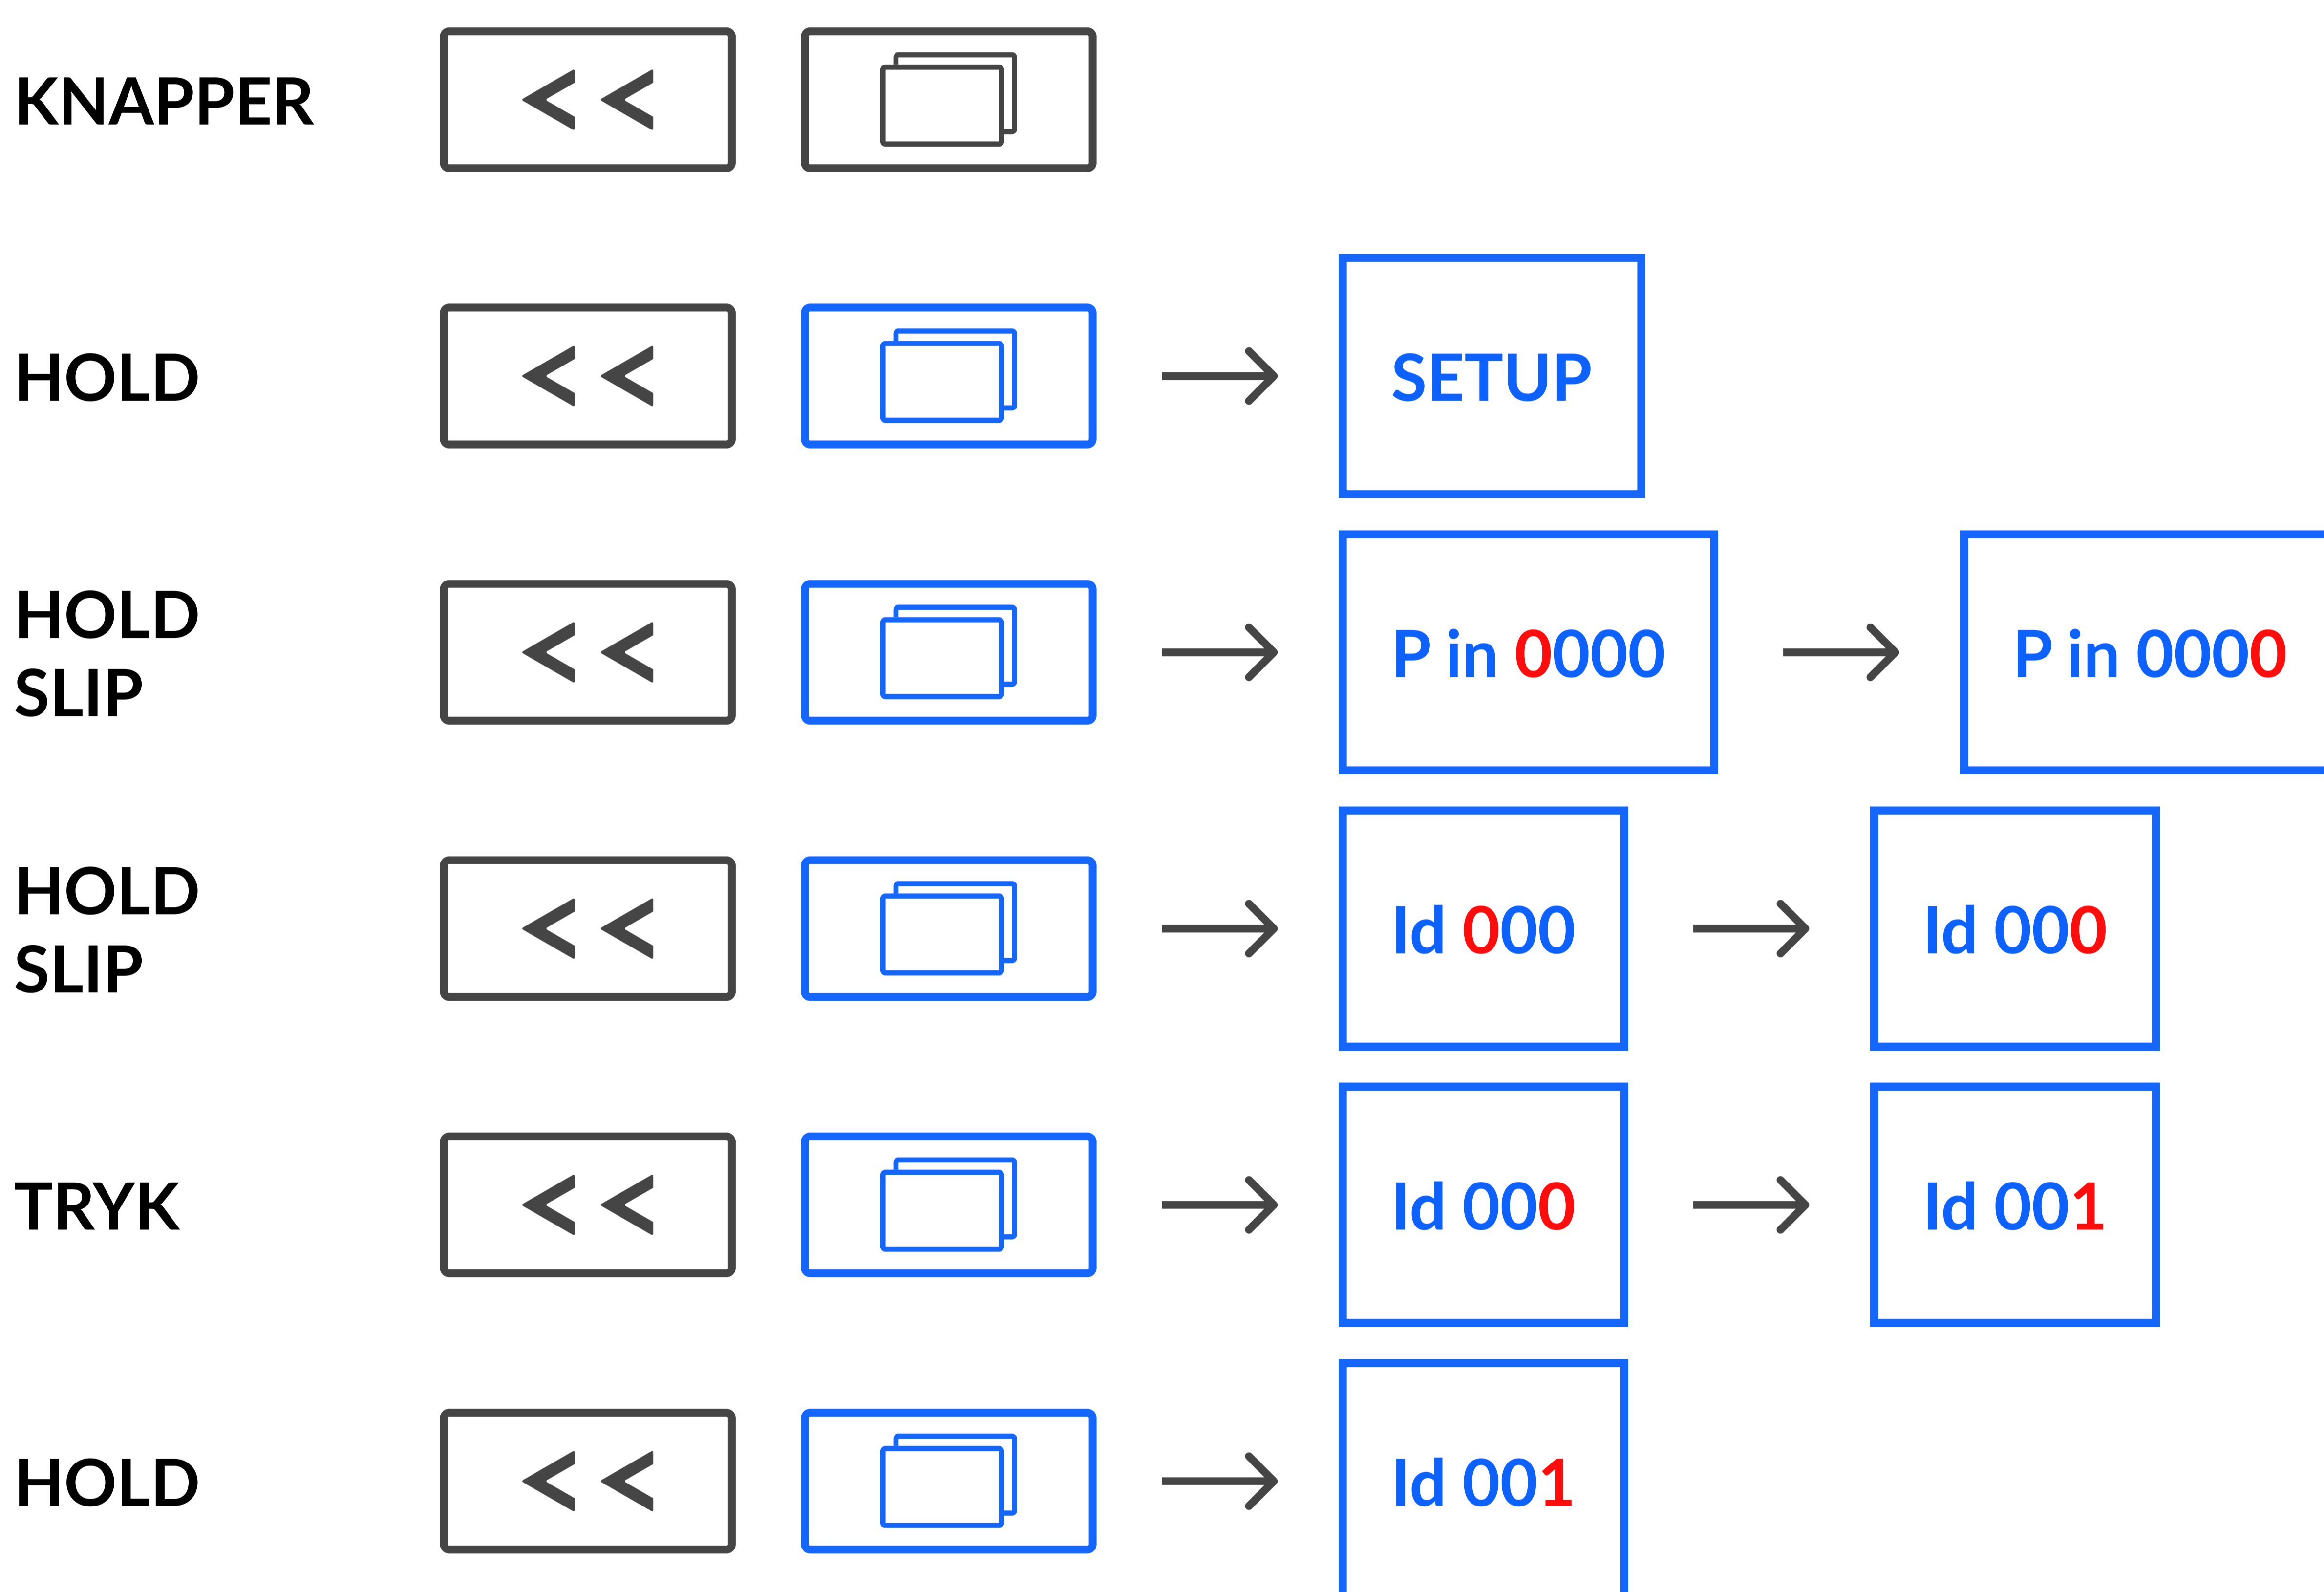 KNAPPER < <
HOLD < < SETUP
HOLD
SLIP
< < P in 0000 P in 0000
HOLD
SLIP
< < Id 000 Id 000
TRYK < < Id 000 Id 001
HOLD < < Id 001